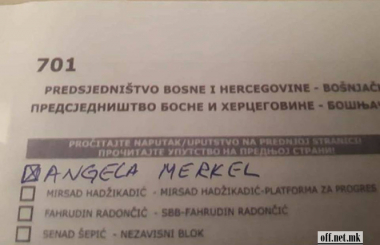 701
PREDSJEDNIŠTVO BOSNE I HERCEGOVINE - BOŠNJAČ
ПРЕДСЈЕДНИШТВО БОСНЕ И ХЕРЦЕГОВИНЕ - БОШЊА
PROČITAJTE NAPUTAK/UPUTSTVO NA PREDNJOJ STRANICI
ПРОЧИТАЈТЕ УПУТСТВО НА ПРЕДЊОЈ СТРАНИ!
ANGELA MERKEL
MIRSAD HADŽIKADIĆ - MIRSAD HADŽIKADIĆ-PLATFORMA ZA PROGRES
FAHRUDIN RADONČIĆ - SBB-FAHRUDIN RADONČIĆ
SENAD ŠEPIĆ - NEZAVISNI BLOK
off.net.mk